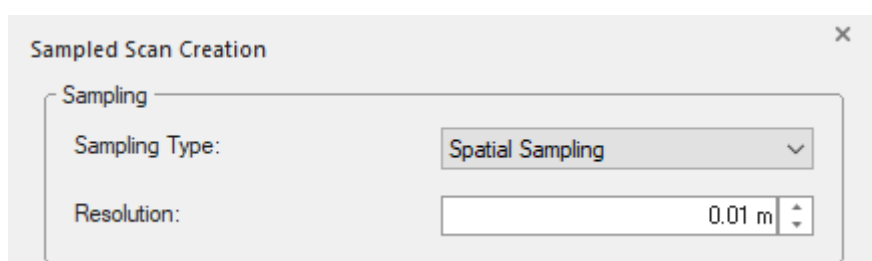 Sampled Scan Creation
Sampling
Sampling Type: Spatial Sampling
Resolution: 0.01 m